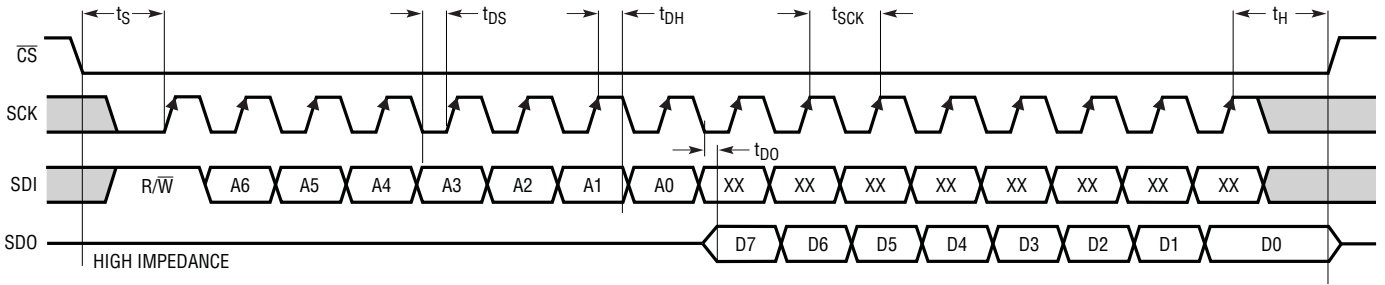 tS tDS tDH tSCK tH
C̅S̅
SCK
tDO
SDI R/W̅ A6 A5 A4 A3 A2 A1 A0 XX XX XX XX XX XX XX XX
SDO D7 D6 D5 D4 D3 D2 D1 D0
HIGH IMPEDANCE